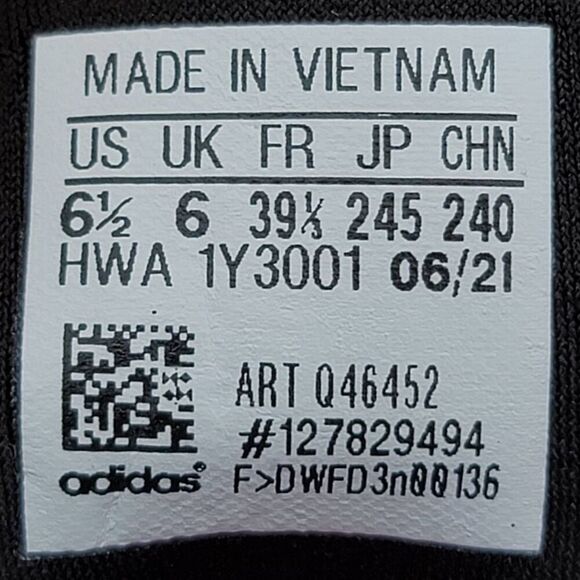 MADE IN VIETNAM
US UK FR JP CHN
6½ 6 39⅓ 245 240
HWA 1Y3001 06/21
ART Q46452
#127829494
adidas® F>DWFD3n00136